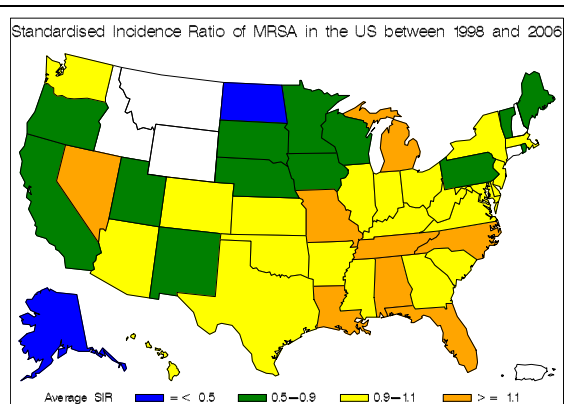 Standardised Incidence Ratio of MRSA in the US between 1998 and 2006
Average SIR =< 0.5 0.5-0.9 0.9-1.1 >= 1.1